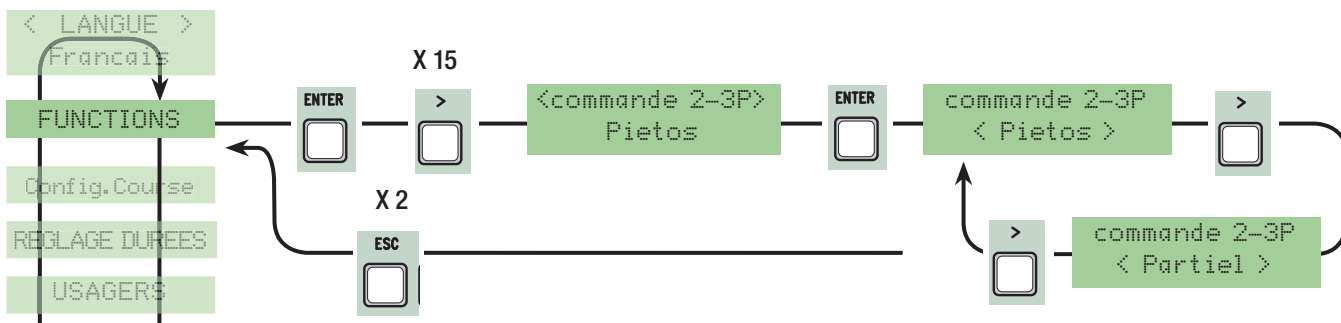 < LANGUE >
Francais
FUNCTIONS
Config.Course
REGLAGE DUREES
USAGERS
ENTER
X 15
>
<commande 2–3P>
Pietos
ENTER
commande 2–3P
< Pietos >
>
X 2
ESC
>
commande 2–3P
< Partiel >